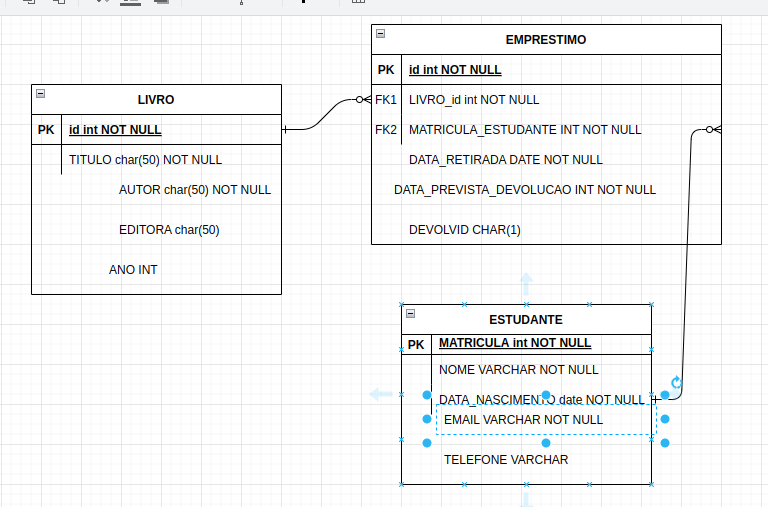 LIVRO
PK id int NOT NULL
TITULO char(50) NOT NULL
AUTOR char(50) NOT NULL
EDITORA char(50)
ANO INT
EMPRESTIMO
PK id int NOT NULL
FK1 LIVRO_id int NOT NULL
FK2 MATRICULA_ESTUDANTE INT NOT NULL
DATA_RETIRADA DATE NOT NULL
DATA_PREVISTA_DEVOLUCAO INT NOT NULL
DEVOLVID CHAR(1)
ESTUDANTE
PK MATRICULA int NOT NULL
NOME VARCHAR NOT NULL
DATA_NASCIMENTO date NOT NULL
EMAIL VARCHAR NOT NULL
TELEFONE VARCHAR